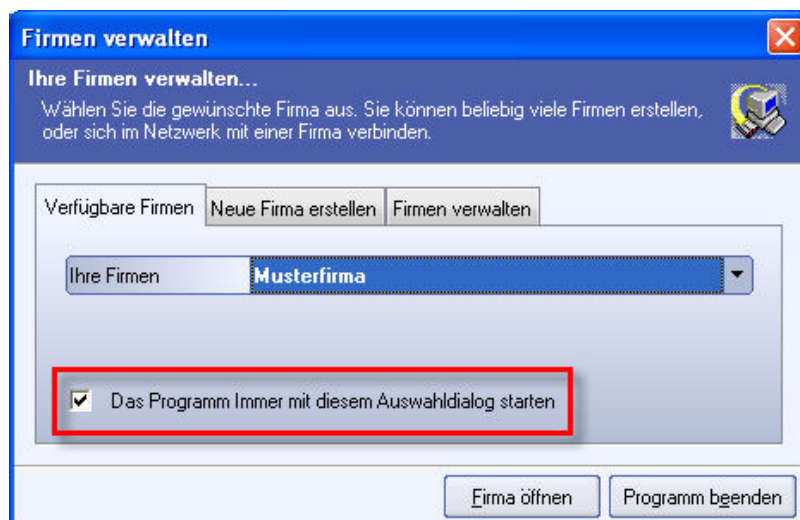 Firmen verwalten
Ihre Firmen verwalten...
Wählen Sie die gewünschte Firma aus. Sie können beliebig viele Firmen erstellen,
oder sich im Netzwerk mit einer Firma verbinden.
Verfügbare Firmen Neue Firma erstellen Firmen verwalten
Ihre Firmen Musterfirma
Das Programm Immer mit diesem Auswahldialog starten
Firma öffnen Programm beenden